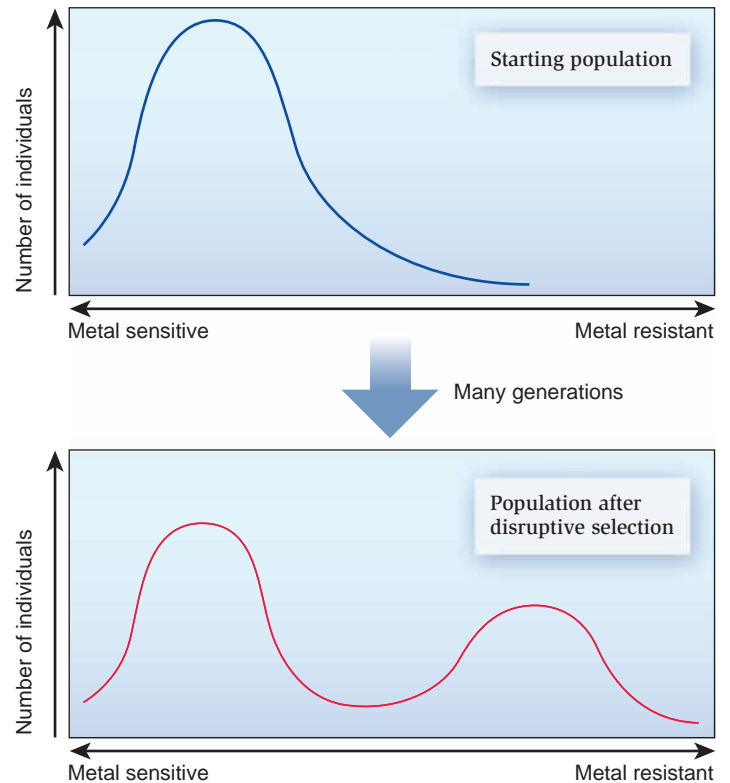 Number of individuals
Starting population
Metal sensitive
Metal resistant
Many generations
Number of individuals
Population after
disruptive selection
Metal sensitive
Metal resistant